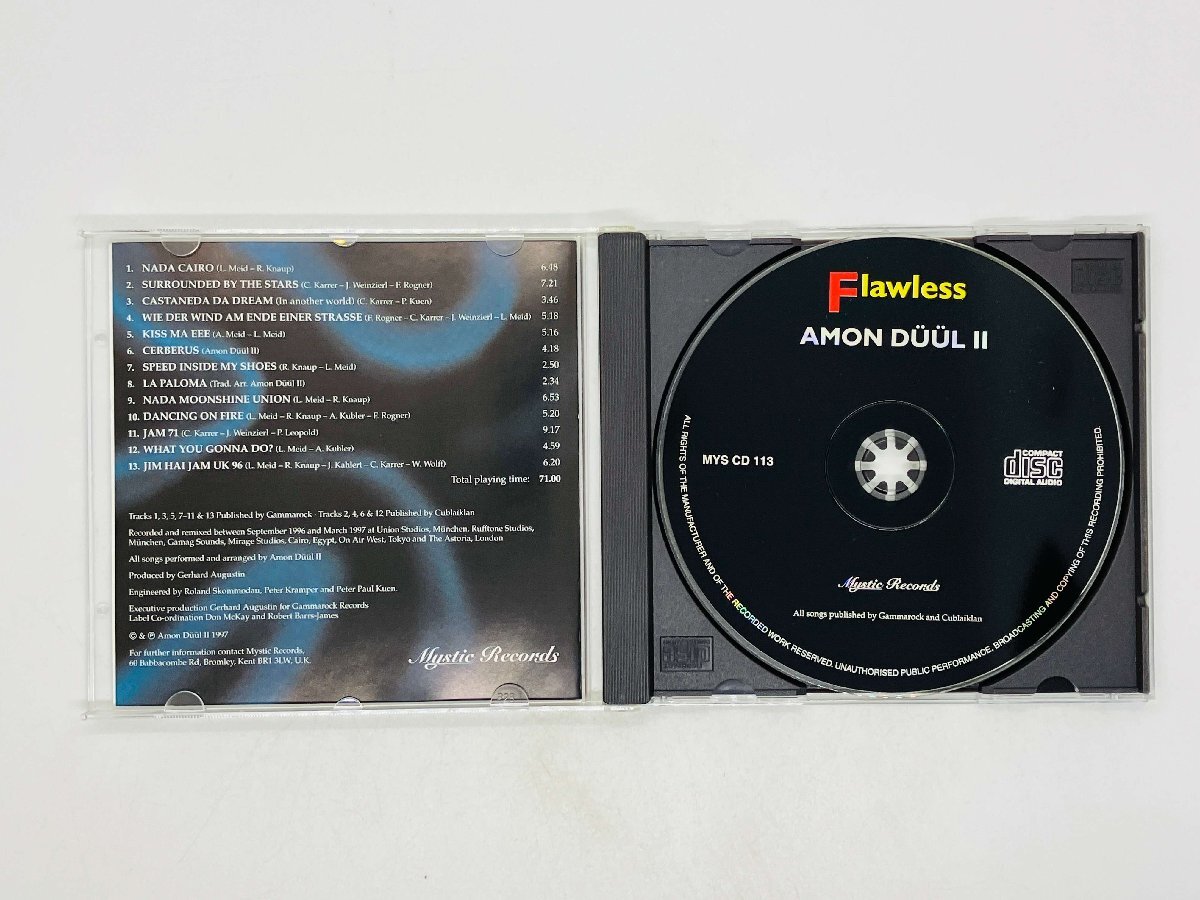 1. NADA CAIRO (L. Meid – R. Knaup) 6.48
2. SURROUNDED BY THE STARS (C. Karrer – J. Weinzierl – F. Rogner) 7.21
3. CASTANEDA DA DREAM (In another world) (C. Karrer – P. Kuen) 3.46
4. WIE DER WIND AM ENDE EINER STRASSE (F. Rogner – C. Karrer – J. Weinzierl – L. Meid) 5.18
5. KISS MA EEE (A. Meid – L. Meid) 5.16
6. CERBERUS (Amon Düül II) 4.18
7. SPEED INSIDE MY SHOES (R. Knaup – L. Meid) 2.50
8. LA PALOMA (Trad. Arr. Amon Düül II) 2.34
9. NADA MOONSHINE UNION (L. Meid – R. Knaup) 6.53
10. DANCING ON FIRE (L. Meid – R. Knaup – A. Kubler – F. Rogner) 5.20
11. JAM 71 (C. Karrer – J. Weinzierl – P. Leopold) 9.17
12. WHAT YOU GONNA DO? (L. Meid – A. Kubler) 4.59
13. JIM HAI JAM UK 96 (L. Meid – R. Knaup – J. Kahlert – C. Karrer – W. Wolff) 6.20
Total playing time: 71.00
Tracks 1, 3, 5, 7–11 & 13 Published by Gammarock · Tracks 2, 4, 6 & 12 Published by Cublaiklan
Recorded and remixed between September 1996 and March 1997 at Union Studios, München, Rufftone Studios,
München, Gamag Sounds, Mirage Studios, Cairo, Egypt, On Air West, Tokyo and The Astoria, London
All songs performed and arranged by Amon Düül II
Produced by Gerhard Augustin
Engineered by Roland Skommodau, Peter Kramper and Peter Paul Kuen.
Executive production Gerhard Augustin for Gammarock Records
Label Co-ordination Don McKay and Robert Barrs-James
© & ℗ Amon Düül II 1997
For further information contact Mystic Records,
60 Babbacombe Rd, Bromley, Kent BR1 3LW, U.K.
Mystic Records
Flawless
AMON DÜÜL II
MYS CD 113
COMPACT
disc
DIGITAL AUDIO
Mystic Records
All songs published by Gammarock and Cublaiklan
ALL RIGHTS OF THE MANUFACTURER AND OF THE RECORDED WORK RESERVED. UNAUTHORISED PUBLIC PERFORMANCE, BROADCASTING AND COPYING OF THIS RECORDING PROHIBITED.